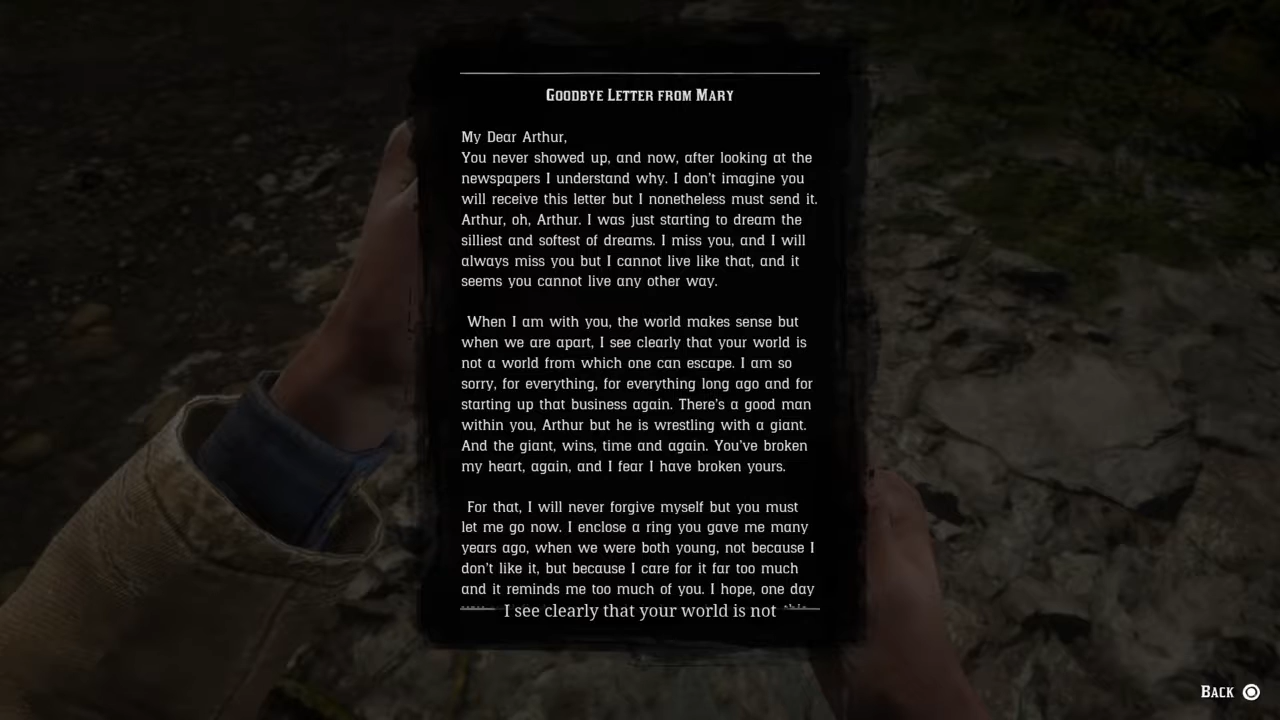 Goodbye Letter from Mary
My Dear Arthur,
You never showed up, and now, after looking at the
newspapers I understand why. I don't imagine you
will receive this letter but I nonetheless must send it.
Arthur, oh, Arthur. I was just starting to dream the
silliest and softest of dreams. I miss you, and I will
always miss you but I cannot live like that, and it
seems you cannot live any other way.
When I am with you, the world makes sense but
when we are apart, I see clearly that your world is
not a world from which one can escape. I am so
sorry, for everything, for everything long ago and for
starting up that business again. There's a good man
within you, Arthur but he is wrestling with a giant.
And the giant, wins, time and again. You've broken
my heart, again, and I fear I have broken yours.
For that, I will never forgive myself but you must
let me go now. I enclose a ring you gave me many
years ago, when we were both young, not because I
don't like it, but because I care for it far too much
and it reminds me too much of you. I hope, one day
I see clearly that your world is not
Back